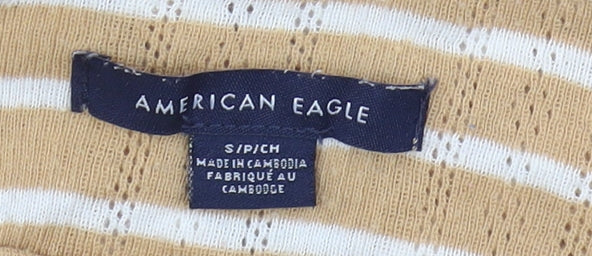 AMERICAN EAGLE
S/P/CH
MADE IN CAMBODIA
FABRIQUÉ AU
CAMBODGE